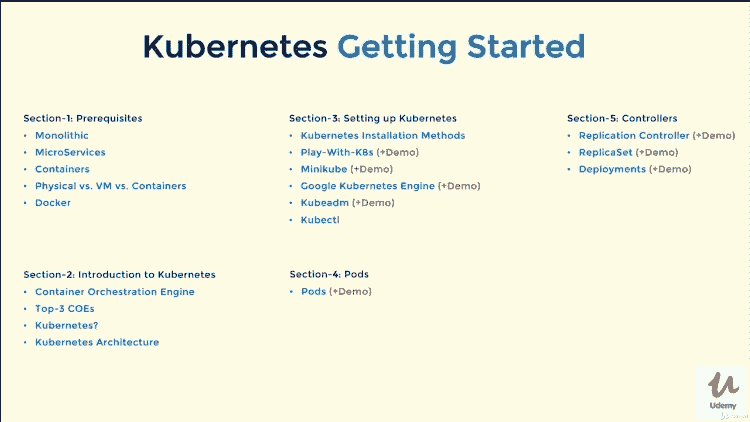 Kubernetes Getting Started
Section-1: Prerequisites
• Monolithic
• MicroServices
• Containers
• Physical vs. VM vs. Containers
• Docker
Section-2: Introduction to Kubernetes
• Container Orchestration Engine
• Top-3 COEs
• Kubernetes?
• Kubernetes Architecture
Section-3: Setting up Kubernetes
• Kubernetes Installation Methods
• Play-With-K8s (+Demo)
• Minikube (+Demo)
• Google Kubernetes Engine (+Demo)
• Kubeadm (+Demo)
• Kubectl
Section-4: Pods
• Pods (+Demo)
Section-5: Controllers
• Replication Controller (+Demo)
• ReplicaSet (+Demo)
• Deployments (+Demo)
Udemy